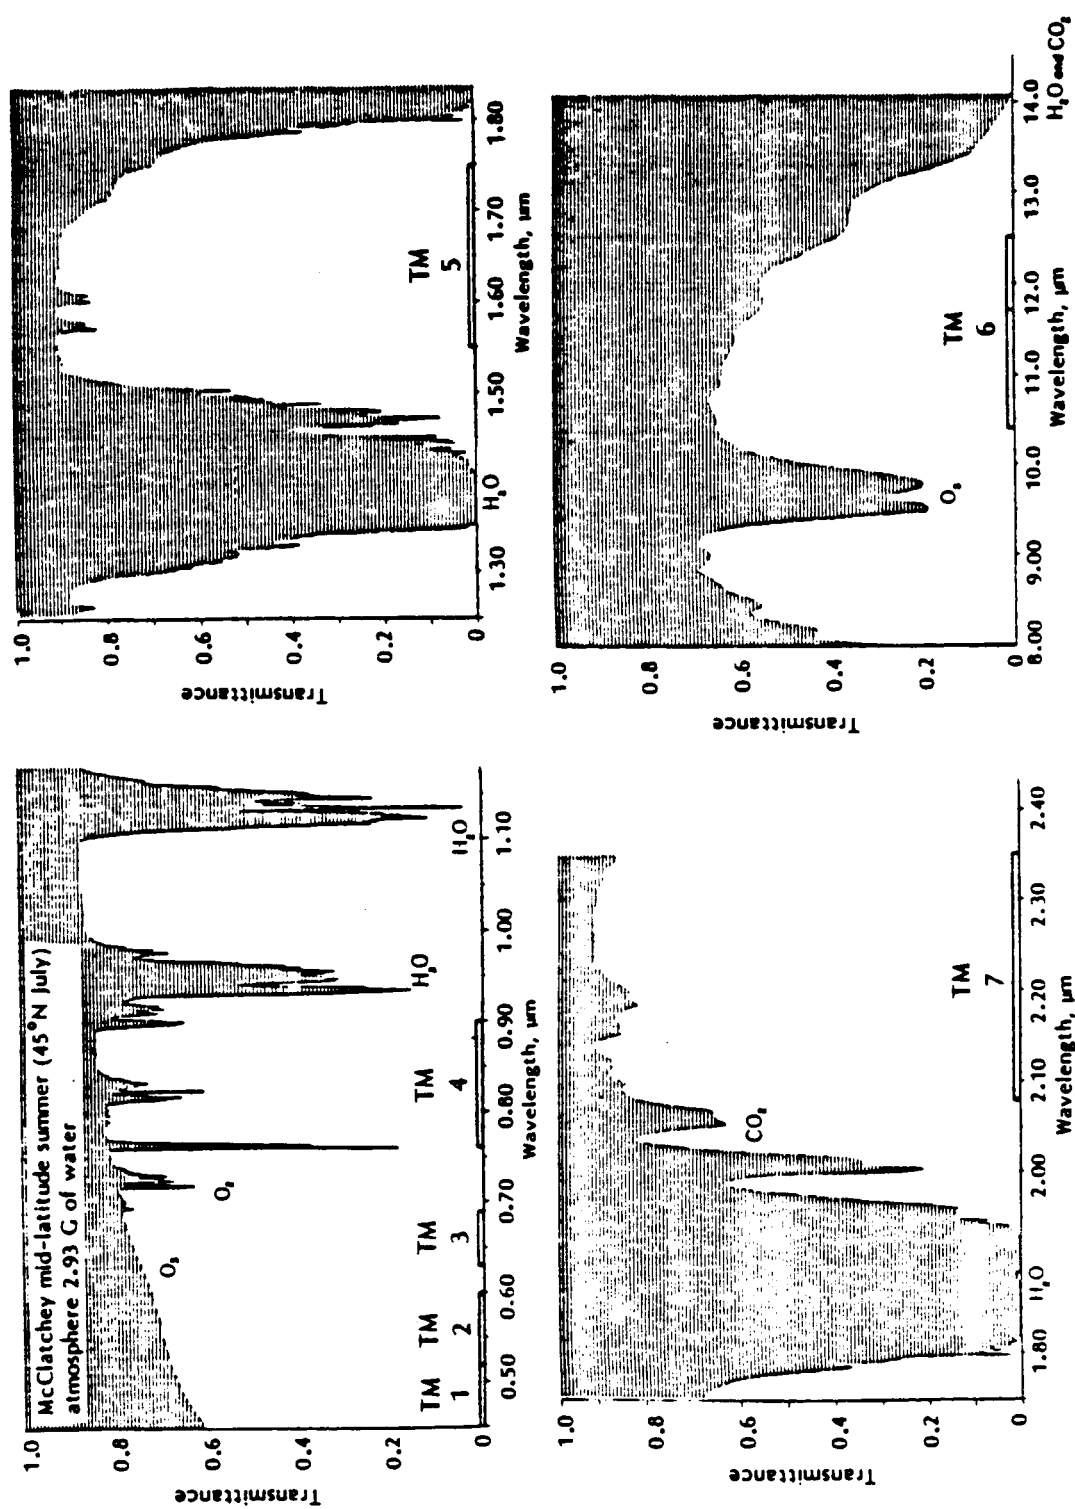 McClatchey mid-latitude summer (45°N July)
atmosphere 2.93 G of water
Transmittance
1.0
0.8
0.6
0.4
0.2
0
O₃
O₂
H₂O
H₂O
TM 1
TM 2
TM 3
TM 4
0.50 0.60 0.70 0.80 0.90 1.00 1.10
Wavelength, µm
Transmittance
1.0
0.8
0.6
0.4
0.2
0
TM 5
1.30 H₂O 1.50 1.60 1.70 1.80
Wavelength, µm
Transmittance
1.0
0.8
0.6
0.4
0.2
0
CO₂
TM 7
1.80 H₂O 2.00 2.10 2.20 2.30 2.40
Wavelength, µm
Transmittance
1.0
0.8
0.6
0.4
0.2
0
O₃
TM 6
8.00 9.00 10.0 11.0 12.0 13.0 14.0
H₂O and CO₂
Wavelength, µm